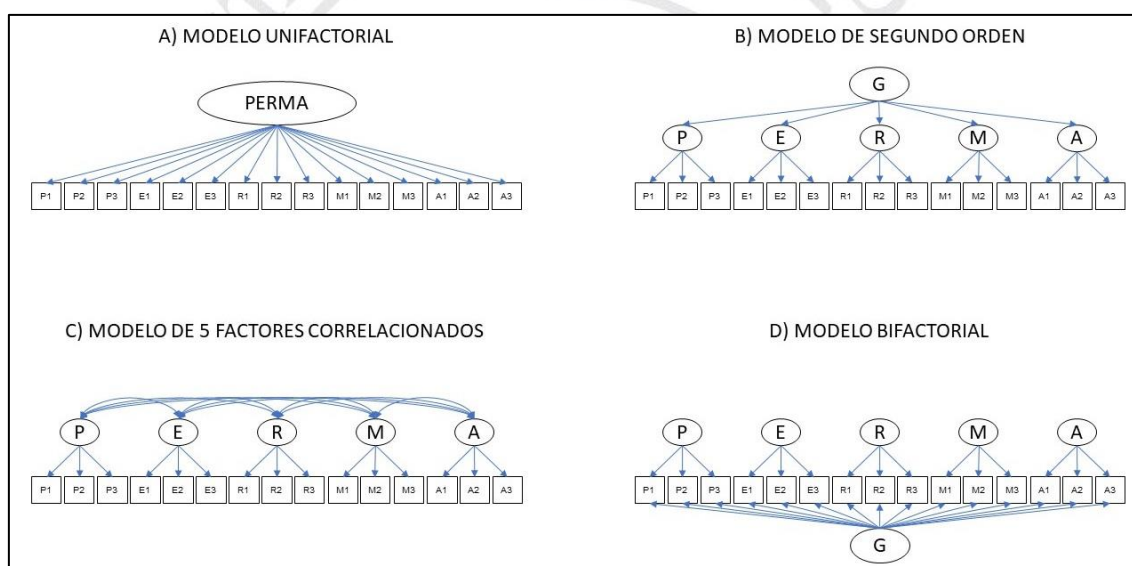 A) MODELO UNIFACTORIAL
PERMA
P1 P2 P3 E1 E2 E3 R1 R2 R3 M1 M2 M3 A1 A2 A3
B) MODELO DE SEGUNDO ORDEN
G
P E R M A
P1 P2 P3 E1 E2 E3 R1 R2 R3 M1 M2 M3 A1 A2 A3
C) MODELO DE 5 FACTORES CORRELACIONADOS
P E R M A
P1 P2 P3 E1 E2 E3 R1 R2 R3 M1 M2 M3 A1 A2 A3
D) MODELO BIFACTORIAL
P E R M A
P1 P2 P3 E1 E2 E3 R1 R2 R3 M1 M2 M3 A1 A2 A3
G